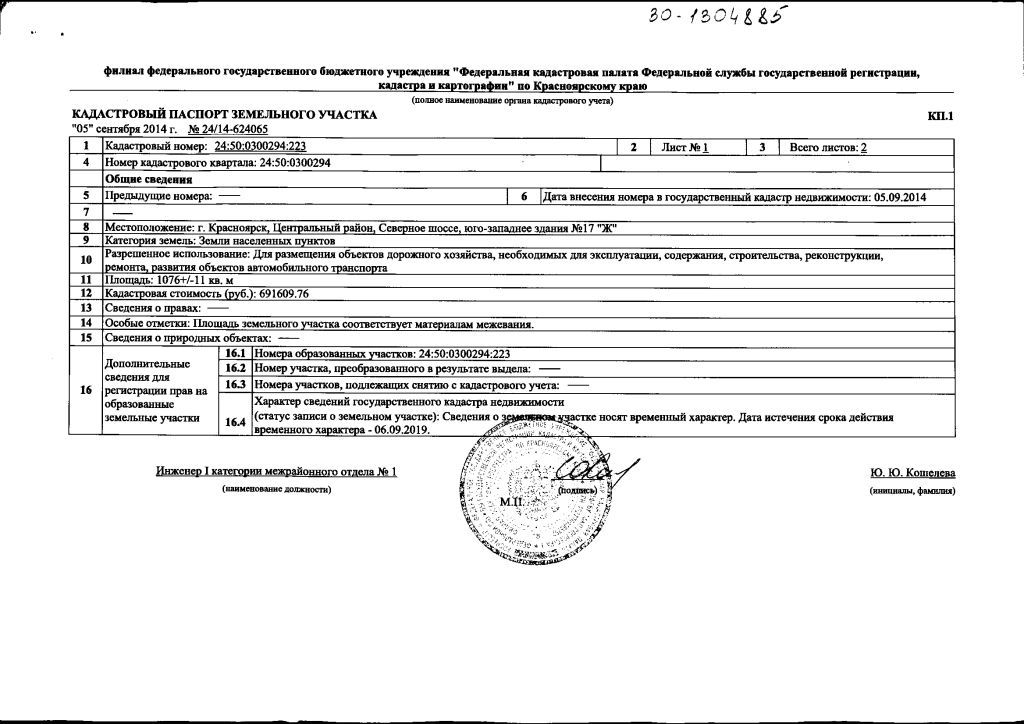 30-1304885
филиал федерального государственного бюджетного учреждения "Федеральная кадастровая палата Федеральной службы государственной регистрации,
кадастра и картографии" по Красноярскому краю
(полное наименование органа кадастрового учета)
КАДАСТРОВЫЙ ПАСПОРТ ЗЕМЕЛЬНОГО УЧАСТКА КП.1
"05" сентября 2014 г. № 24/14-624065
1 Кадастровый номер: 24:50:0300294:223 2 Лист № 1 3 Всего листов: 2
4 Номер кадастрового квартала: 24:50:0300294
Общие сведения
5 Предыдущие номера: —— 6 Дата внесения номера в государственный кадастр недвижимости: 05.09.2014
7 ——
8 Местоположение: г. Красноярск, Центральный район, Северное шоссе, юго-западнее здания №17 "Ж"
9 Категория земель: Земли населенных пунктов
10 Разрешенное использование: Для размещения объектов дорожного хозяйства, необходимых для эксплуатации, содержания, строительства, реконструкции,
ремонта, развития объектов автомобильного транспорта
11 Площадь: 1076+/-11 кв. м
12 Кадастровая стоимость (руб.): 691609.76
13 Сведения о правах: ——
14 Особые отметки: Площадь земельного участка соответствует материалам межевания.
15 Сведения о природных объектах: ——
16 Дополнительные
сведения для
регистрации прав на
образованные
земельные участки
16.1 Номера образованных участков: 24:50:0300294:223
16.2 Номер участка, преобразованного в результате выдела: ——
16.3 Номера участков, подлежащих снятию с кадастрового учета: ——
16.4 Характер сведений государственного кадастра недвижимости
(статус записи о земельном участке): Сведения о земельном участке носят временный характер. Дата истечения срока действия
временного характера - 06.09.2019.
Инженер I категории межрайонного отдела № 1 Ю. Ю. Кошелева
(наименование должности) (подпись) (инициалы, фамилия)
М.П.